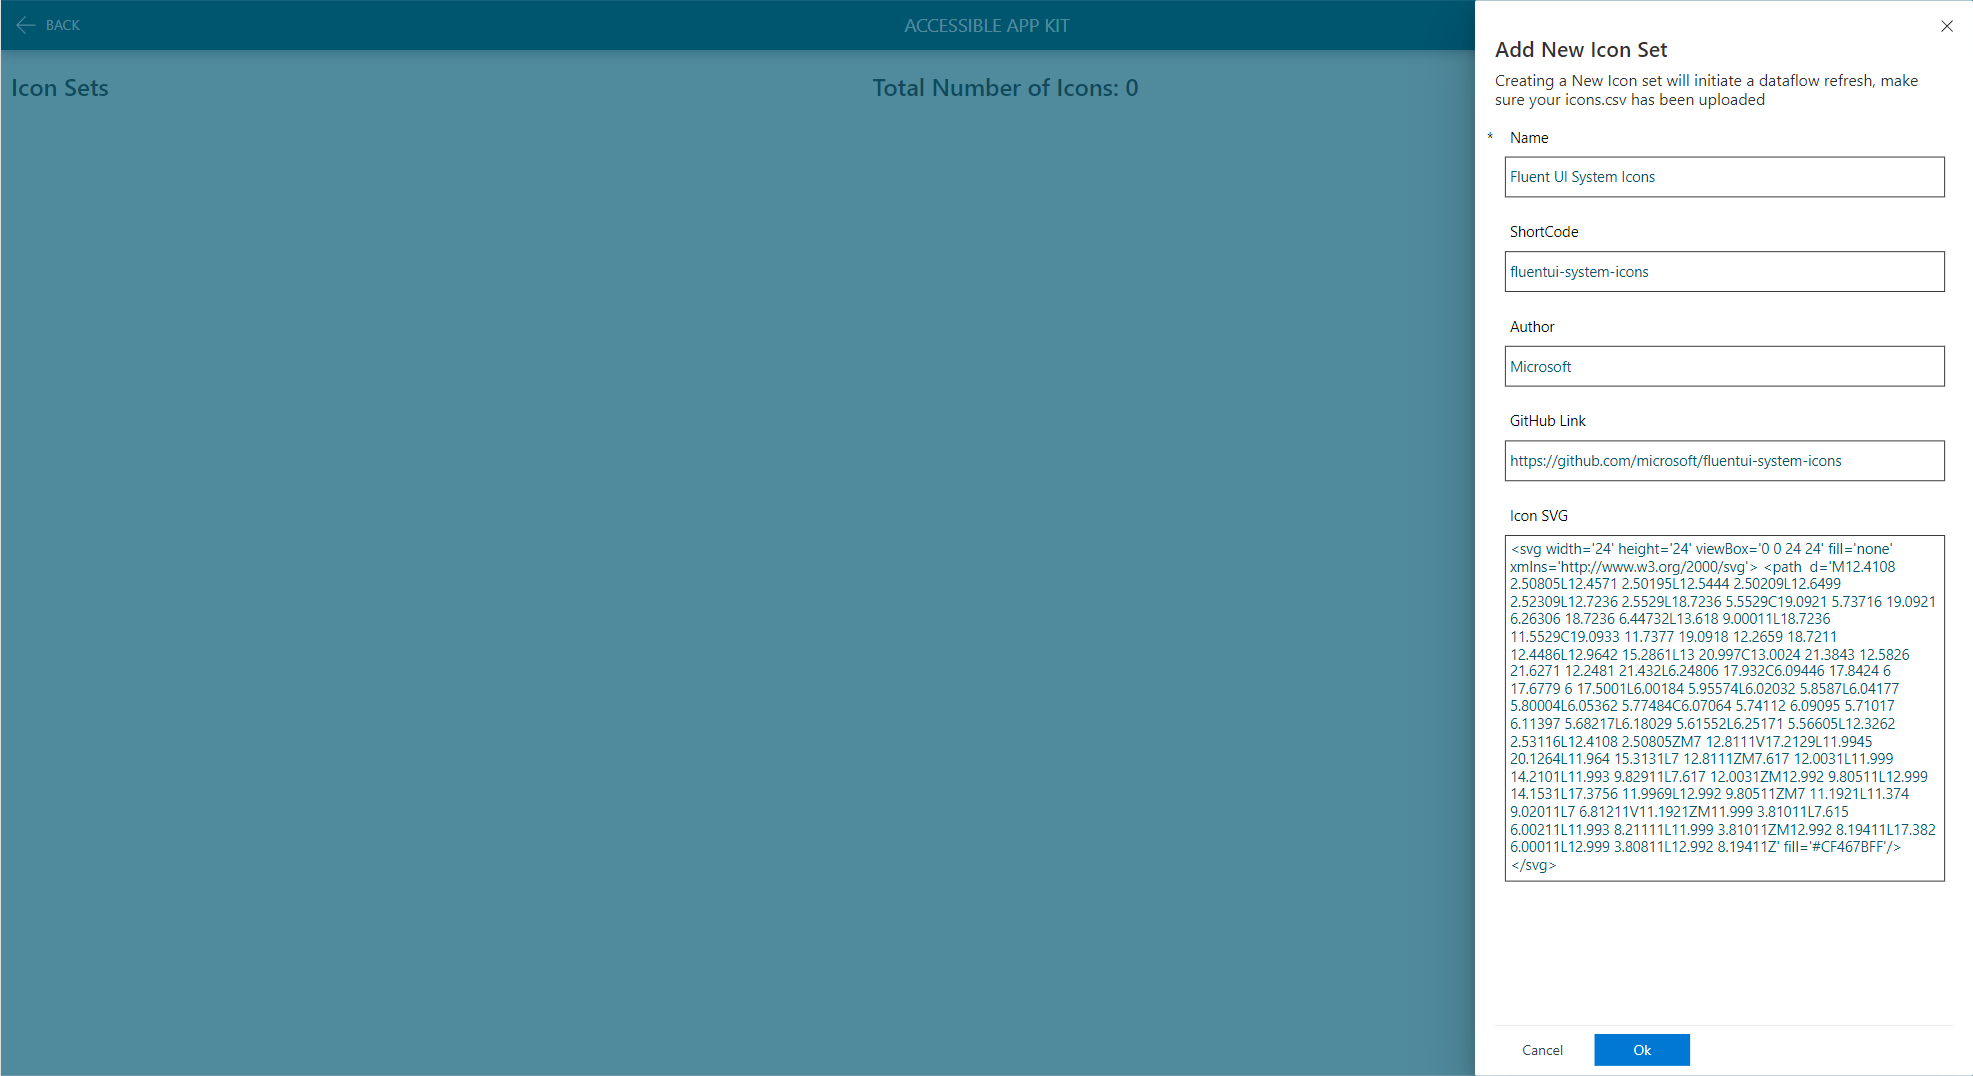 BACK
ACCESSIBLE APP KIT
Icon Sets
Total Number of Icons: 0
Add New Icon Set
Creating a New Icon set will initiate a dataflow refresh, make
sure your icons.csv has been uploaded
* Name
Fluent UI System Icons
ShortCode
fluentui-system-icons
Author
Microsoft
GitHub Link
https://github.com/microsoft/fluentui-system-icons
Icon SVG
<svg width='24' height='24' viewBox='0 0 24 24' fill='none'
xmlns='http://www.w3.org/2000/svg'> <path  d='M12.4108
2.50805L12.4571 2.50195L12.5444 2.50209L12.6499
2.52309L12.7236 2.5529L18.7236 5.5529C19.0921 5.73716 19.0921
6.26306 18.7236 6.44732L13.618 9.00011L18.7236
11.5529C19.0933 11.7377 19.0918 12.2659 18.7211
12.4486L12.9642 15.2861L13 20.997C13.0024 21.3843 12.5826
21.6271 12.2481 21.432L6.24806 17.932C6.09446 17.8424 6
17.6779 6 17.5001L6.00184 5.95574L6.02032 5.8587L6.04177
5.80004L6.05362 5.77484C6.07064 5.74112 6.09095 5.71017
6.11397 5.68217L6.18029 5.61552L6.25171 5.56605L12.3262
2.53116L12.4108 2.50805ZM7 12.8111V17.2129L11.9945
20.1264L11.964 15.3131L7 12.8111ZM7.617 12.0031L11.999
14.2101L11.993 9.82911L7.617 12.0031ZM12.992 9.80511L12.999
14.1531L17.3756 11.9969L12.992 9.80511ZM7 11.1921L11.374
9.02011L7 6.81211V11.1921ZM11.999 3.81011L7.615
6.00211L11.993 8.21111L11.999 3.81011ZM12.992 8.19411L17.382
6.00011L12.999 3.80811L12.992 8.19411Z' fill='#CF467BFF'/>
</svg>
Cancel
Ok